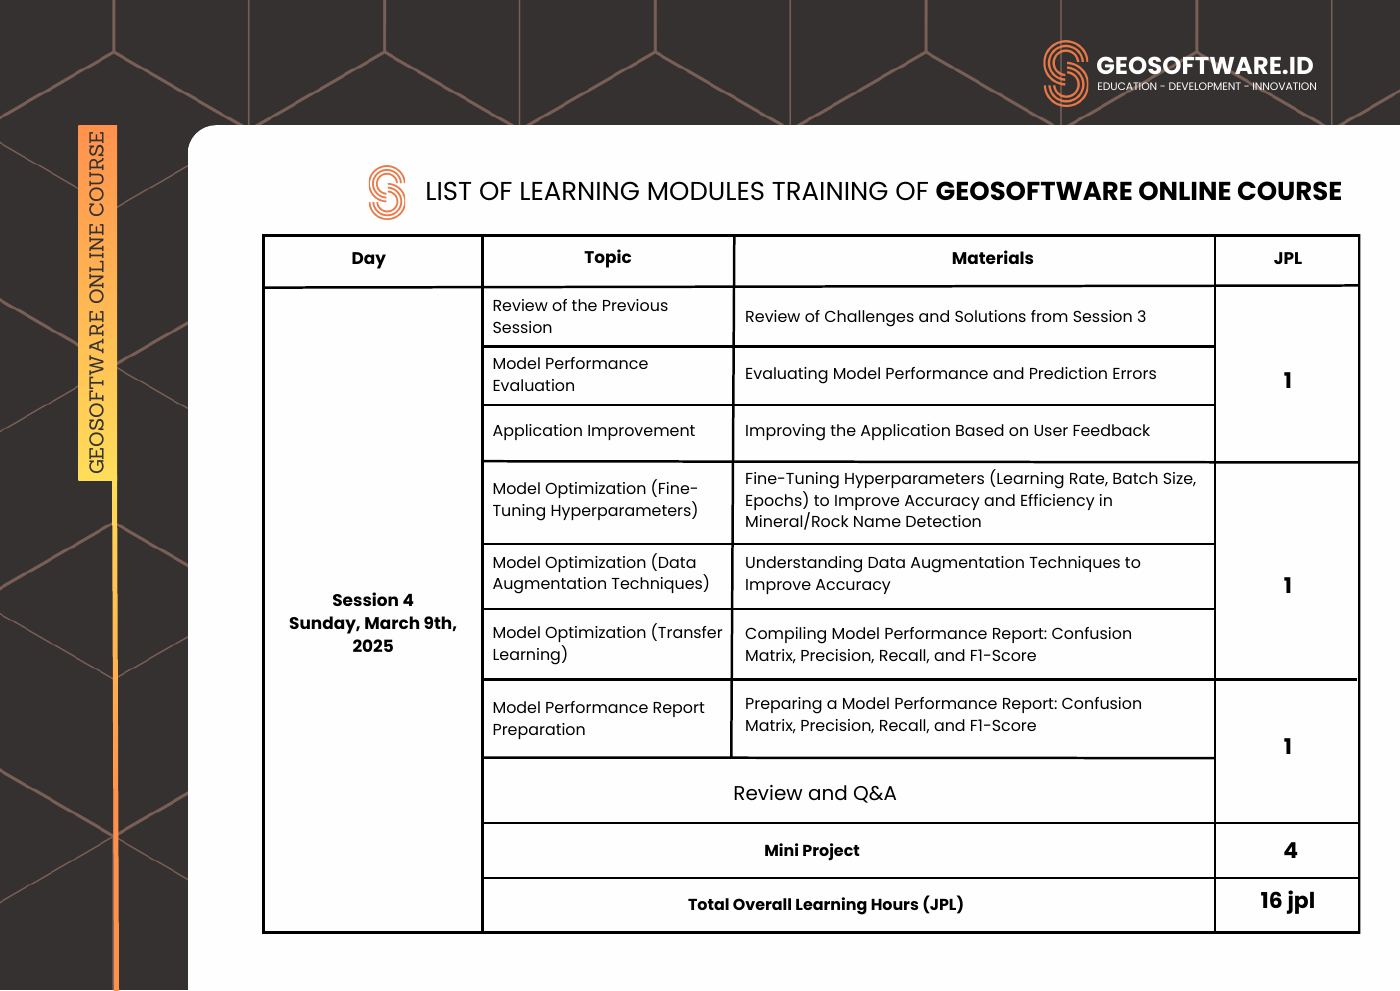 GEOSOFTWARE.ID
EDUCATION - DEVELOPMENT - INNOVATION
GEOSOFTWARE ONLINE COURSE
LIST OF LEARNING MODULES TRAINING OF GEOSOFTWARE ONLINE COURSE
Day
Topic
Materials
JPL
Session 4
Sunday, March 9th,
2025
Review of the Previous
Session
Review of Challenges and Solutions from Session 3
1
Model Performance
Evaluation
Evaluating Model Performance and Prediction Errors
Application Improvement
Improving the Application Based on User Feedback
Model Optimization (Fine-
Tuning Hyperparameters)
Fine-Tuning Hyperparameters (Learning Rate, Batch Size,
Epochs) to Improve Accuracy and Efficiency in
Mineral/Rock Name Detection
1
Model Optimization (Data
Augmentation Techniques)
Understanding Data Augmentation Techniques to
Improve Accuracy
Model Optimization (Transfer
Learning)
Compiling Model Performance Report: Confusion
Matrix, Precision, Recall, and F1-Score
Model Performance Report
Preparation
Preparing a Model Performance Report: Confusion
Matrix, Precision, Recall, and F1-Score
1
Review and Q&A
Mini Project
4
Total Overall Learning Hours (JPL)
16 jpl